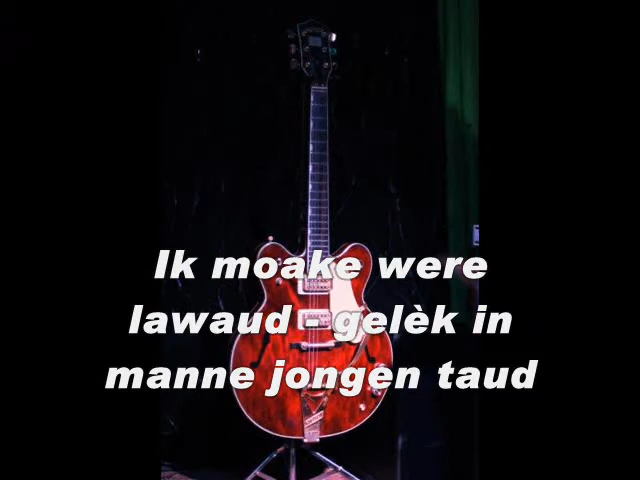 Ik moake were
lawaud - gelèk in
manne jongen taud